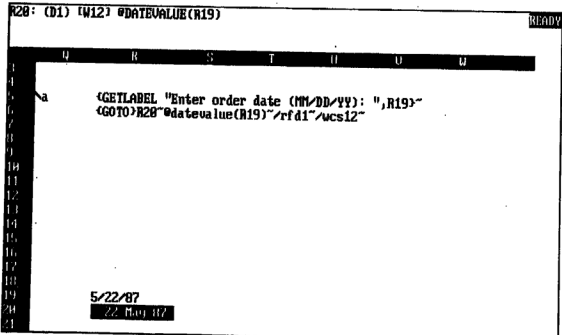 R20: (D1) [W12] @DATEVALUE(R19)
READY
Q R S T U V W
3
4
5 \a {GETLABEL "Enter order date (MM/DD/YY): ",R19}~
6 {GOTO}R20~@datevalue(R19)~/rfd1~/wcs12~
7
8
9
10
11
12
13
14
15
16
17
18
19 5/22/87
20 22 May 87
21